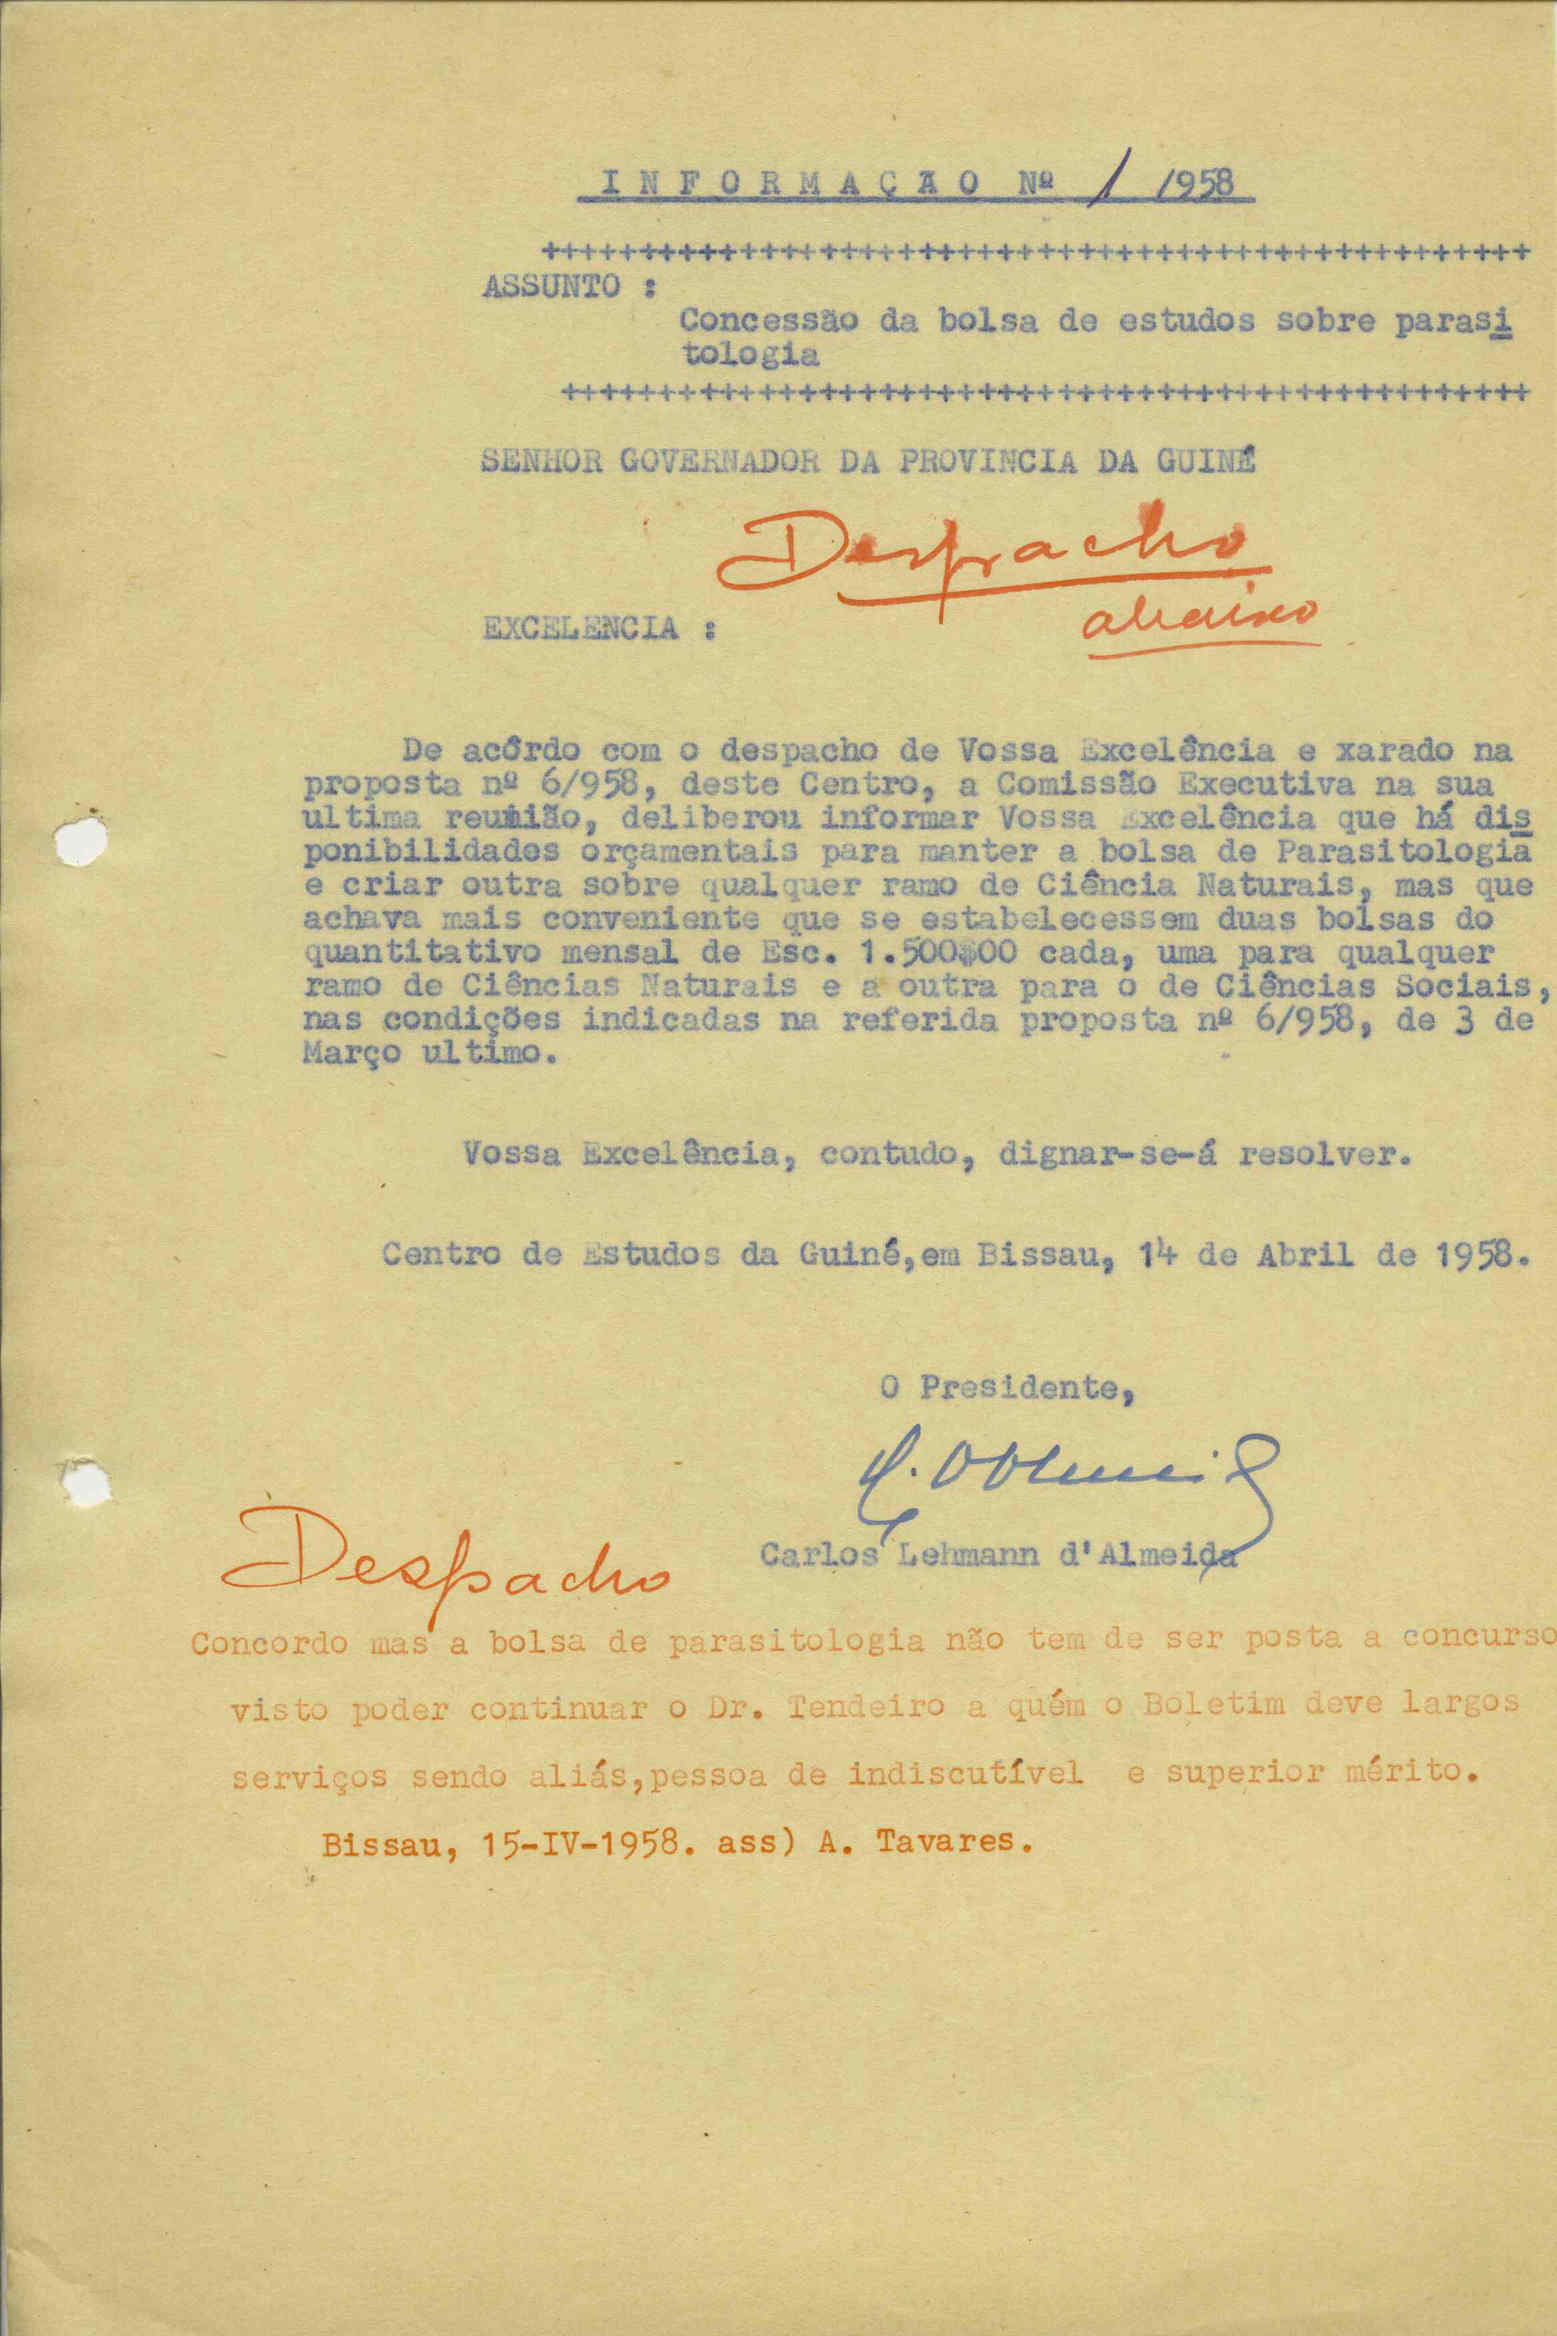 INFORMAÇÃO Nº 1 /1958
++++++++++++++++++++++++++++++++++++++++++++++++++
ASSUNTO :
Concessão da bolsa de estudos sobre parasi
tologia
+++++++++++++++++++++++++++++++++++++++++++++++++
SENHOR GOVERNADOR DA PROVINCIA DA GUINÉ
Despacho
abaixo
EXCELENCIA :
De acôrdo com o despacho de Vossa Excelência e xarado na
proposta nº 6/958, deste Centro, a Comissão Executiva na sua
ultima reunião, deliberou informar Vossa Excelência que há dis
ponibilidades orçamentais para manter a bolsa de Parasitologia
e criar outra sobre qualquer ramo de Ciência Naturais, mas que
achava mais conveniente que se estabelecessem duas bolsas do
quantitativo mensal de Esc. 1.500$00 cada, uma para qualquer
ramo de Ciências Naturais e a outra para o de Ciências Sociais,
nas condições indicadas na referida proposta nº 6/958, de 3 de
Março ultimo.
Vossa Excelência, contudo, dignar-se-á resolver.
Centro de Estudos da Guiné,em Bissau, 14 de Abril de 1958.
O Presidente,
Carlos Lehmann d'Almeida
Despacho
Concordo mas a bolsa de parasitologia não tem de ser posta a concurso
visto poder continuar o Dr. Tendeiro a quém o Boletim deve largos
serviços sendo aliás,pessoa de indiscutível e superior mérito.
Bissau, 15-IV-1958. ass) A. Tavares.